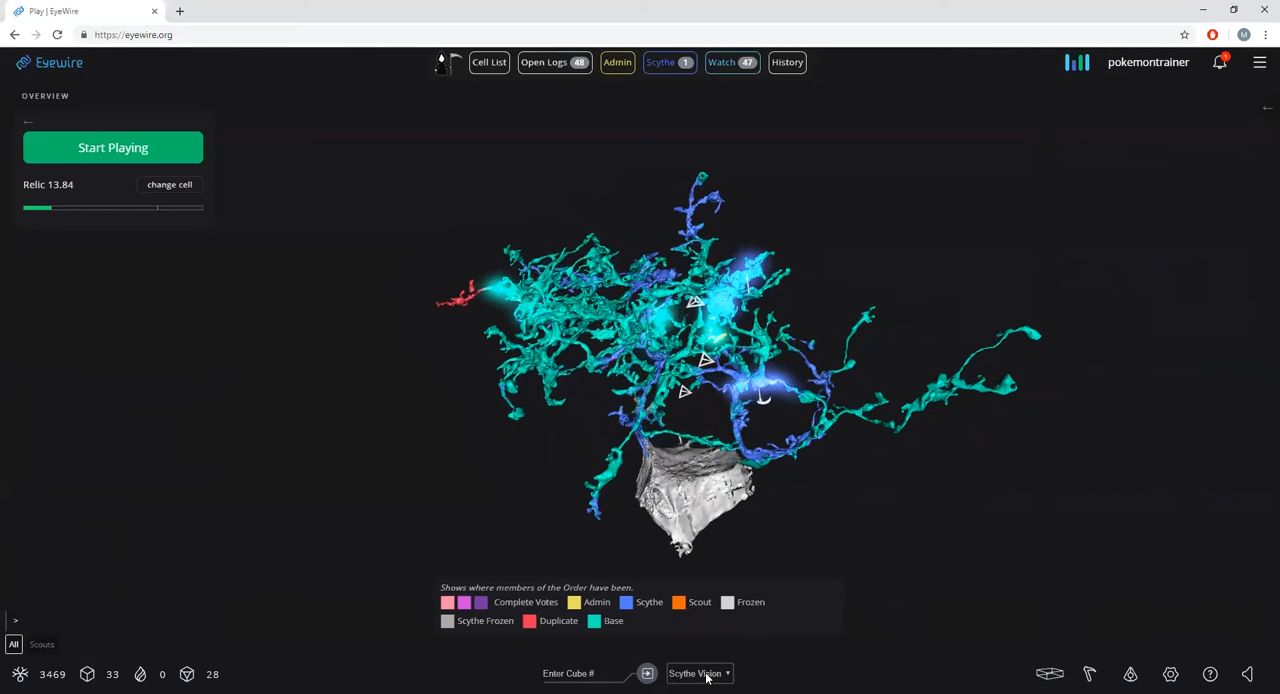 Play | EyeWire
https://eyewire.org
M
Eyewire
Cell List
Open Logs 48
Admin
Scythe 1
Watch 47
History
pokemontrainer
1
OVERVIEW
Start Playing
Relic 13.84
change cell
Shows where members of the Order have been.
Complete Votes Admin Scythe Scout Frozen
Scythe Frozen Duplicate Base
>
All Scouts
3469 33 0 28
Enter Cube #
Scythe Vision